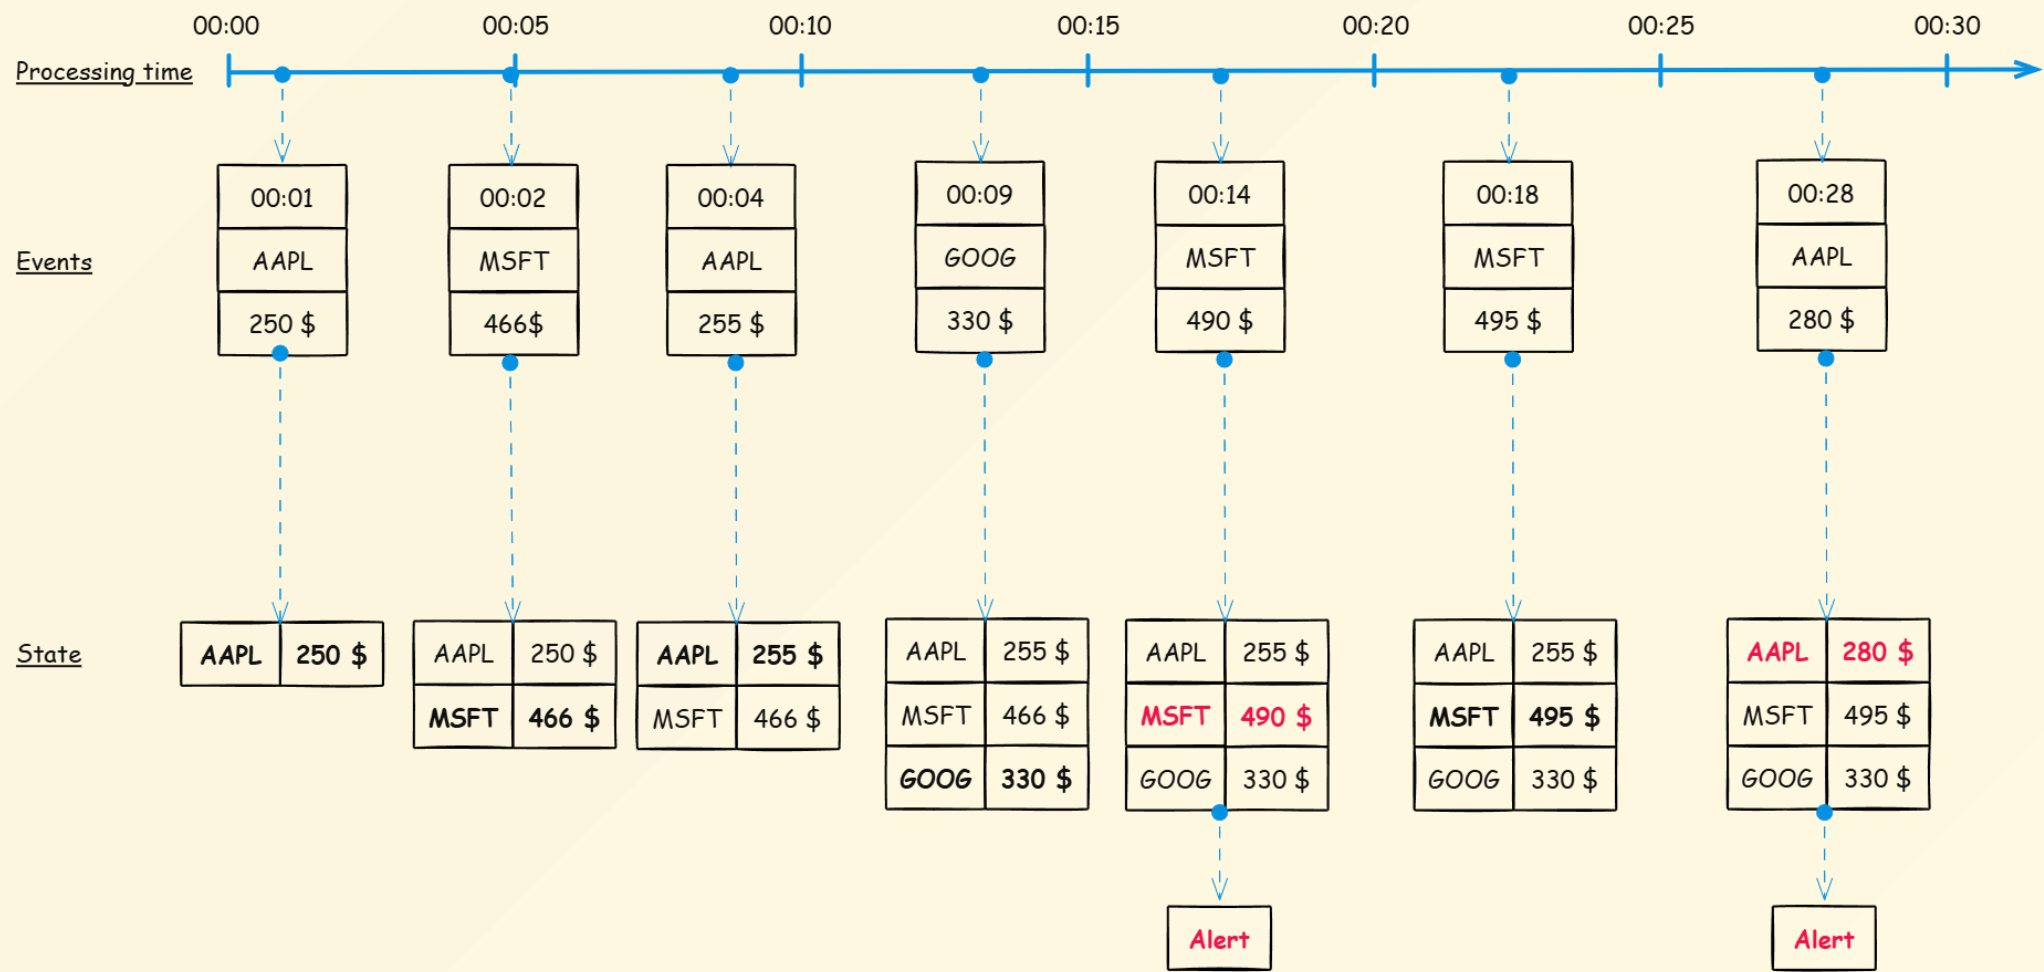 00:00 00:05 00:10 00:15 00:20 00:25 00:30
Processing time
00:01 00:02 00:04 00:09 00:14 00:18 00:28
Events AAPL MSFT AAPL GOOG MSFT MSFT AAPL
250 $ 466$ 255 $ 330 $ 490 $ 495 $ 280 $
State AAPL 250 $ AAPL 250 $ AAPL 255 $ AAPL 255 $ AAPL 255 $ AAPL 255 $ AAPL 280 $
MSFT 466 $ MSFT 466 $ MSFT 466 $ MSFT 490 $ MSFT 495 $ MSFT 495 $
GOOG 330 $ GOOG 330 $ GOOG 330 $ GOOG 330 $
Alert Alert